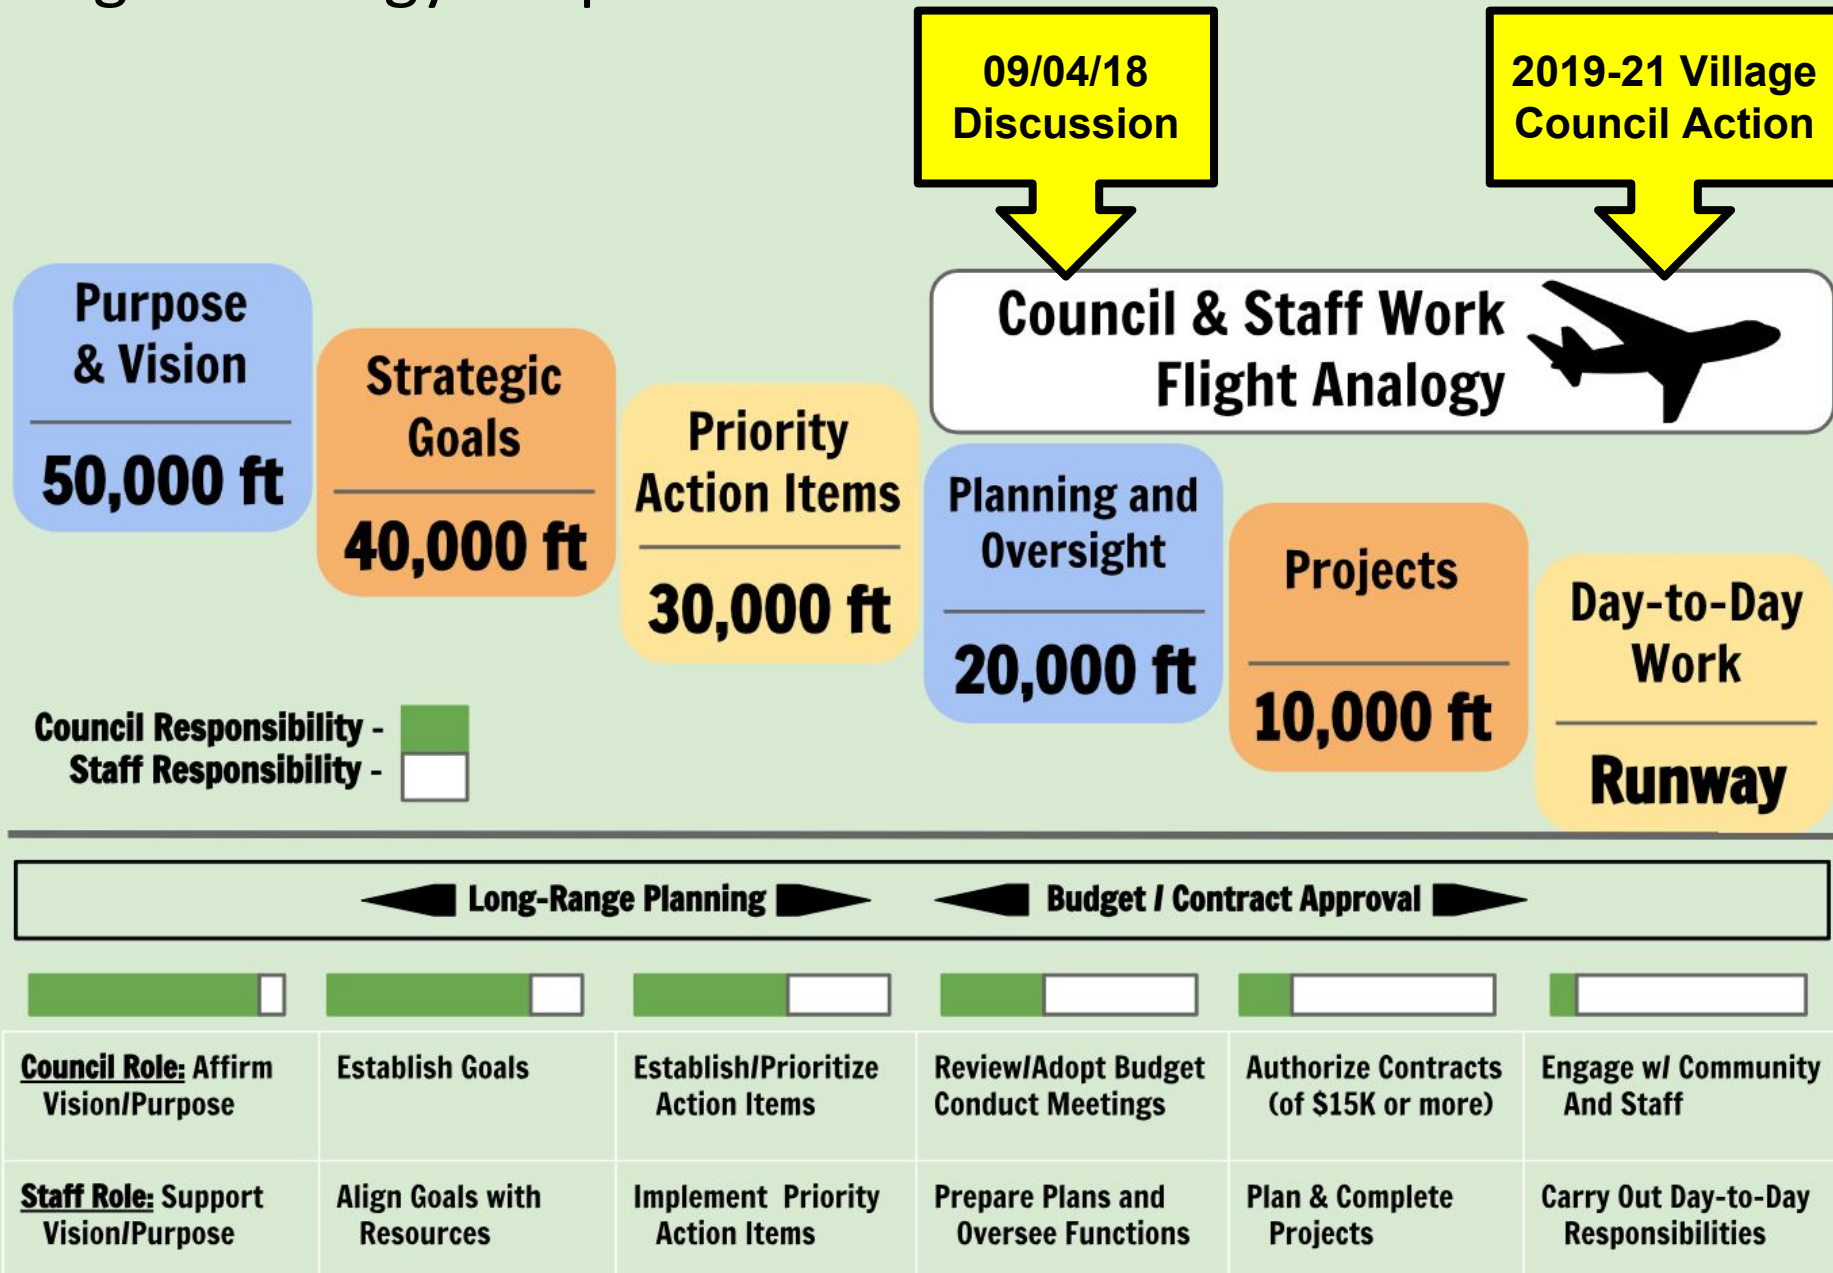 09/04/18
Discussion
2019-21 Village
Council Action
Purpose
& Vision
50,000 ft
Strategic
Goals
40,000 ft
Priority
Action Items
30,000 ft
Council & Staff Work
Flight Analogy
Planning and
Oversight
20,000 ft
Projects
10,000 ft
Day-to-Day
Work
Runway
Council Responsibility -
Staff Responsibility -
Long-Range Planning
Budget / Contract Approval
Council Role: Affirm
Vision/Purpose
Establish Goals
Establish/Prioritize
Action Items
Review/Adopt Budget
Conduct Meetings
Authorize Contracts
(of $15K or more)
Engage w/ Community
And Staff
Staff Role: Support
Vision/Purpose
Align Goals with
Resources
Implement Priority
Action Items
Prepare Plans and
Oversee Functions
Plan & Complete
Projects
Carry Out Day-to-Day
Responsibilities